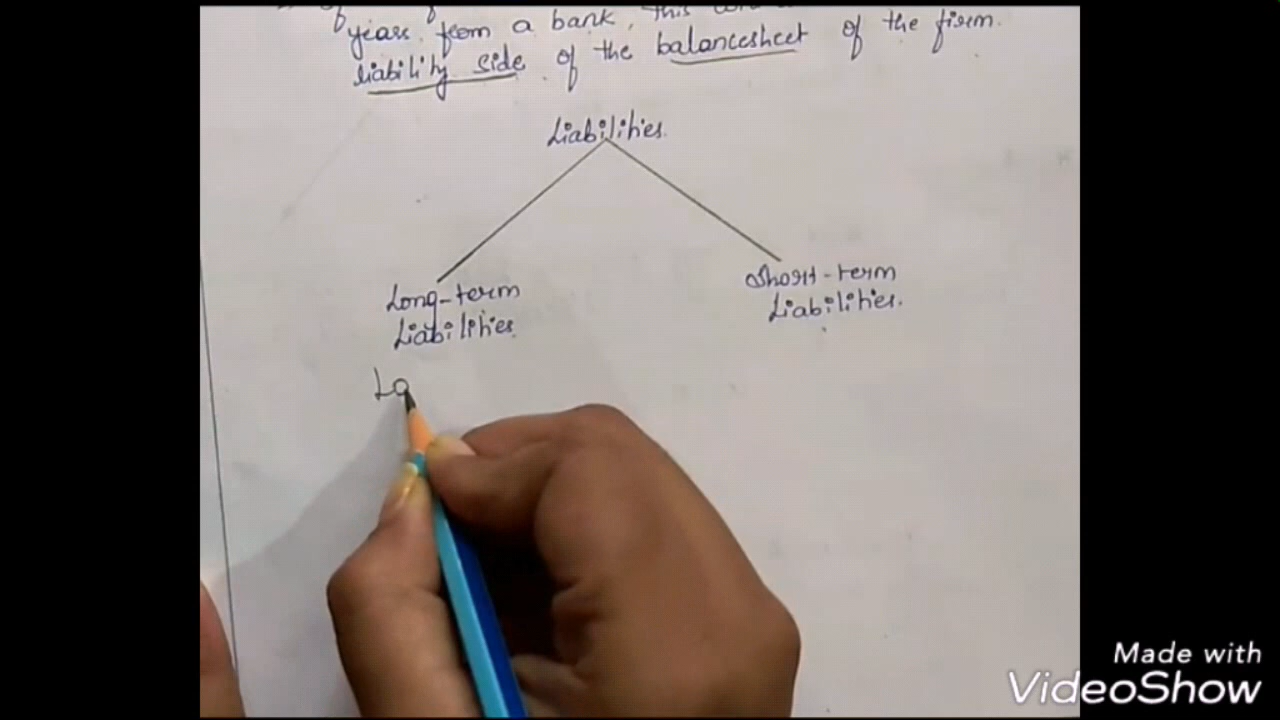 years from a bank, this
liability side of the balancesheet of the firm.
Liabilities.
Long-term
Liabilities.
Short-term
Liabilities.
Lo
Made with
VideoShow